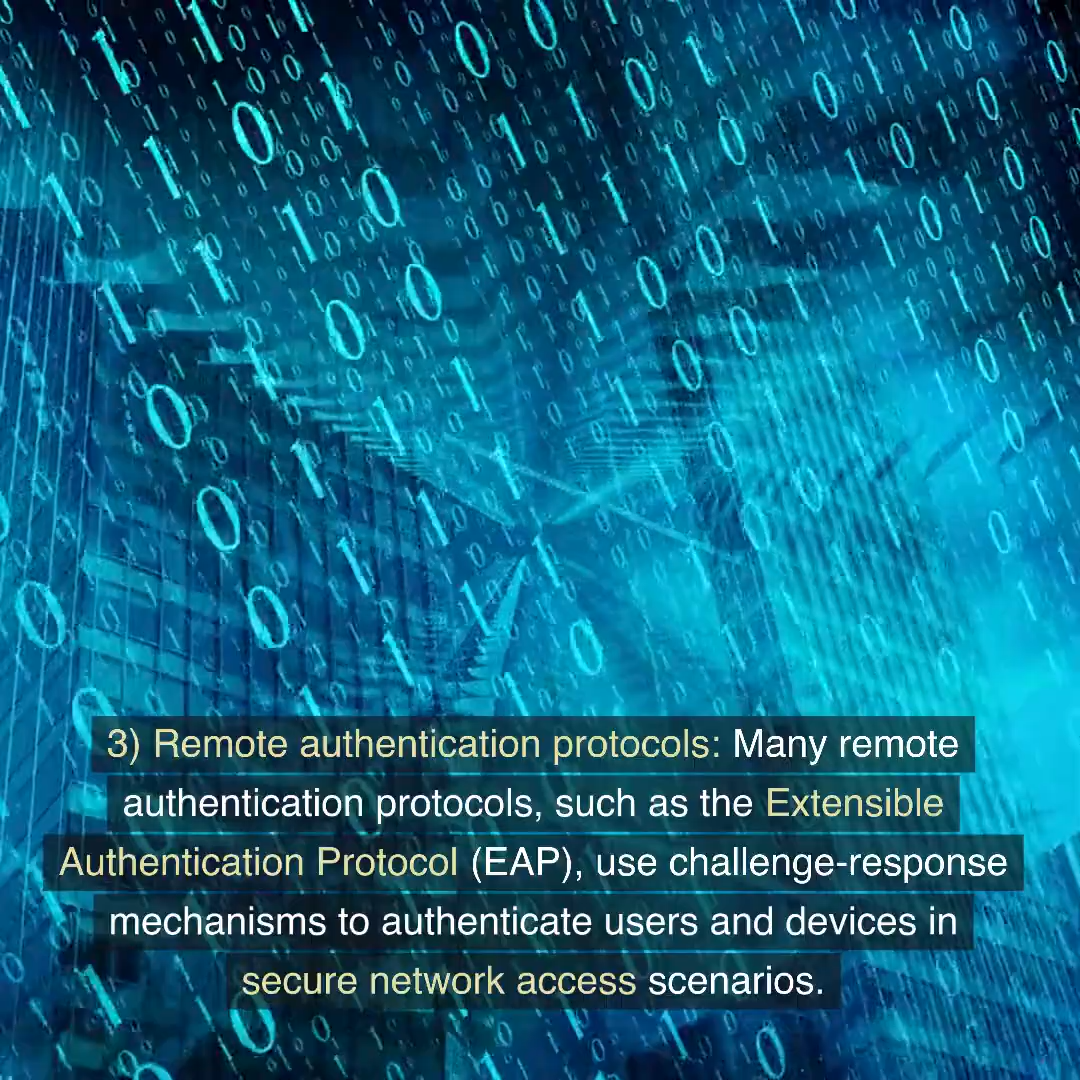 3) Remote authentication protocols: Many remote
authentication protocols, such as the Extensible
Authentication Protocol (EAP), use challenge-response
mechanisms to authenticate users and devices in
secure network access scenarios.